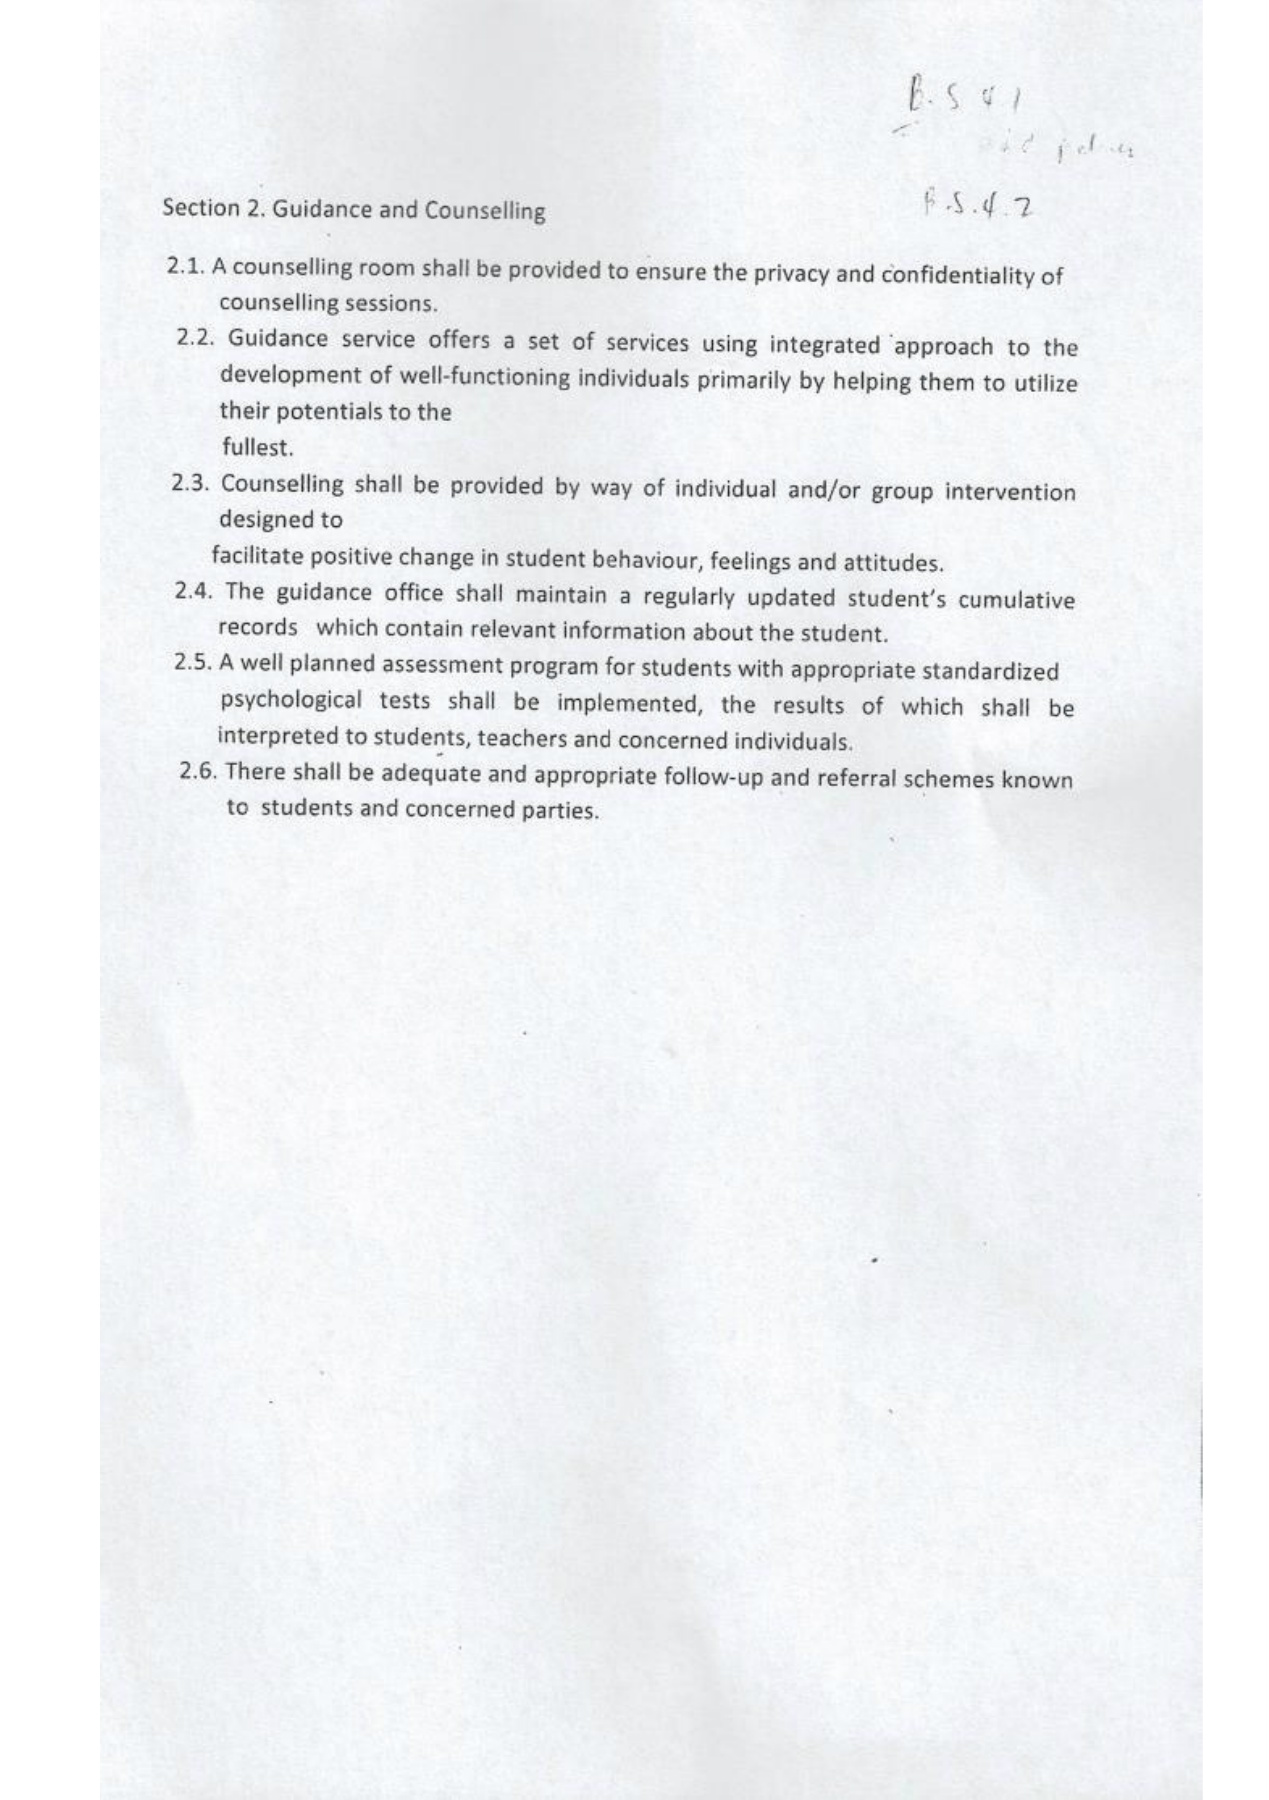 B.S 4 1
B.S.4.2
Section 2. Guidance and Counselling
2.1. A counselling room shall be provided to ensure the privacy and confidentiality of
counselling sessions.
2.2. Guidance service offers a set of services using integrated approach to the
development of well-functioning individuals primarily by helping them to utilize
their potentials to the
fullest.
2.3. Counselling shall be provided by way of individual and/or group intervention
designed to
facilitate positive change in student behaviour, feelings and attitudes.
2.4. The guidance office shall maintain a regularly updated student's cumulative
records which contain relevant information about the student.
2.5. A well planned assessment program for students with appropriate standardized
psychological tests shall be implemented, the results of which shall be
interpreted to students, teachers and concerned individuals.
2.6. There shall be adequate and appropriate follow-up and referral schemes known
to students and concerned parties.